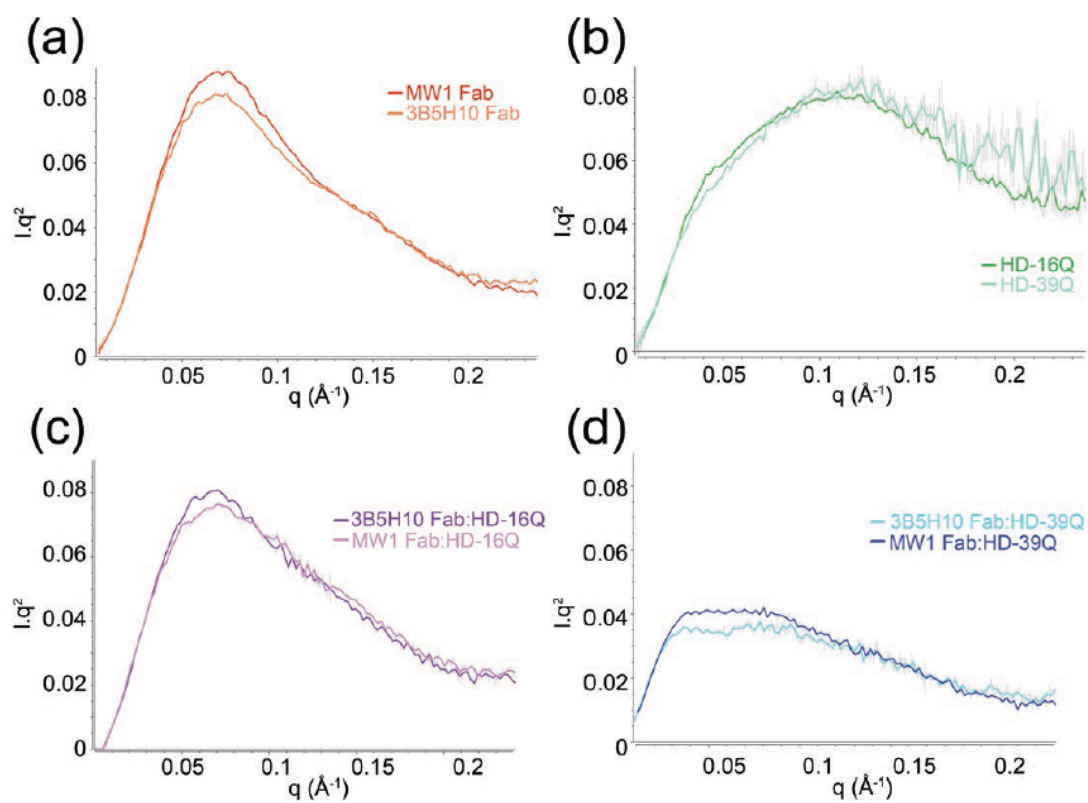 (a)
0.08
0.06
0.04
0.02
0
I.q²
MW1 Fab
3B5H10 Fab
0.05
0.1
0.15
0.2
q (Å⁻¹)
(b)
0.08
0.06
0.04
0.02
0
I.q²
HD-16Q
HD-39Q
0.05
0.1
0.15
0.2
q (Å⁻¹)
(c)
0.08
0.06
0.04
0.02
0
I.q²
3B5H10 Fab:HD-16Q
MW1 Fab:HD-16Q
0.05
0.1
0.15
0.2
q (Å⁻¹)
(d)
0.08
0.06
0.04
0.02
0
I.q²
3B5H10 Fab:HD-39Q
MW1 Fab:HD-39Q
0.05
0.1
0.15
0.2
q (Å⁻¹)